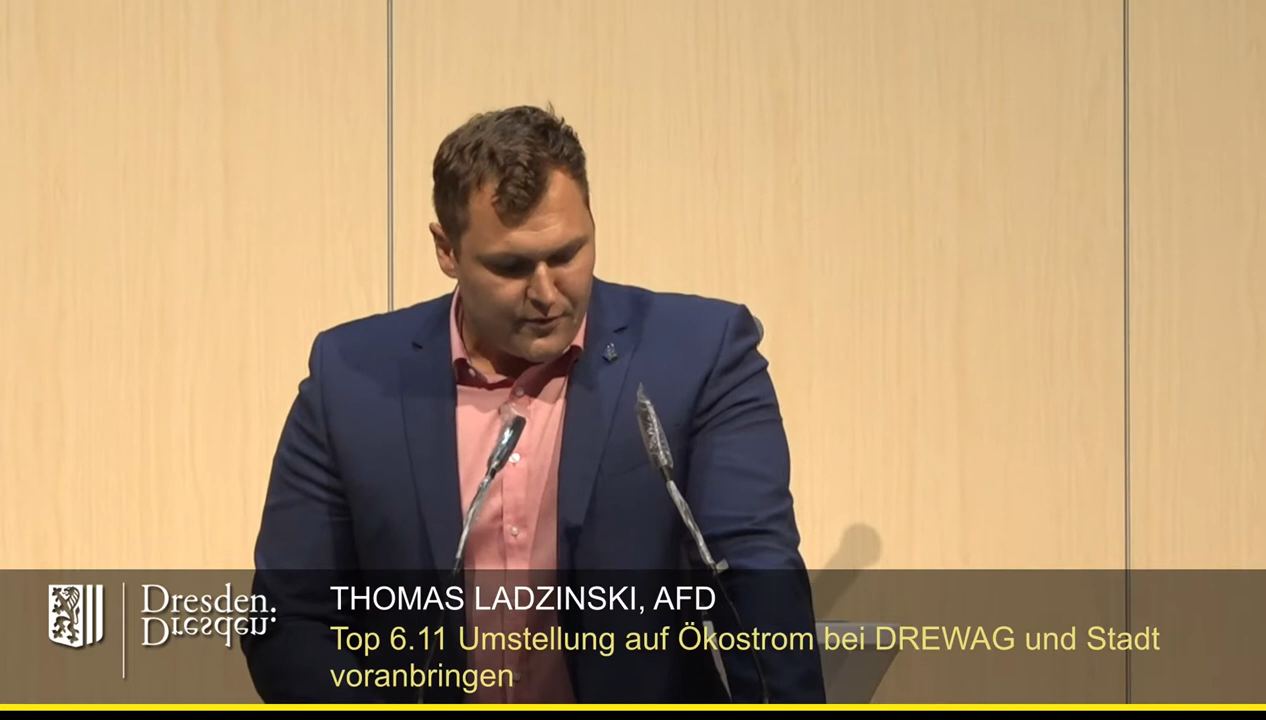 Dresden.
Dresden.
THOMAS LADZINSKI, AFD
Top 6.11 Umstellung auf Ökostrom bei DREWAG und Stadt
voranbringen